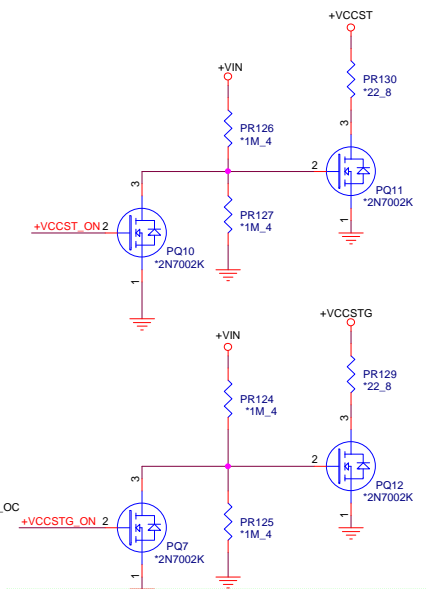 +VCCST
+VIN
PR130
*22_8
PR126
*1M_4
3
2
PQ11
*2N7002K
1
3
PR127
*1M_4
+VCCST_ON 2
PQ10
*2N7002K
1
+VCCSTG
+VIN
PR129
*22_8
PR124
*1M_4
3
2
PQ12
*2N7002K
1
3
_OC
+VCCSTG_ON 2
PR125
*1M_4
PQ7
*2N7002K
1